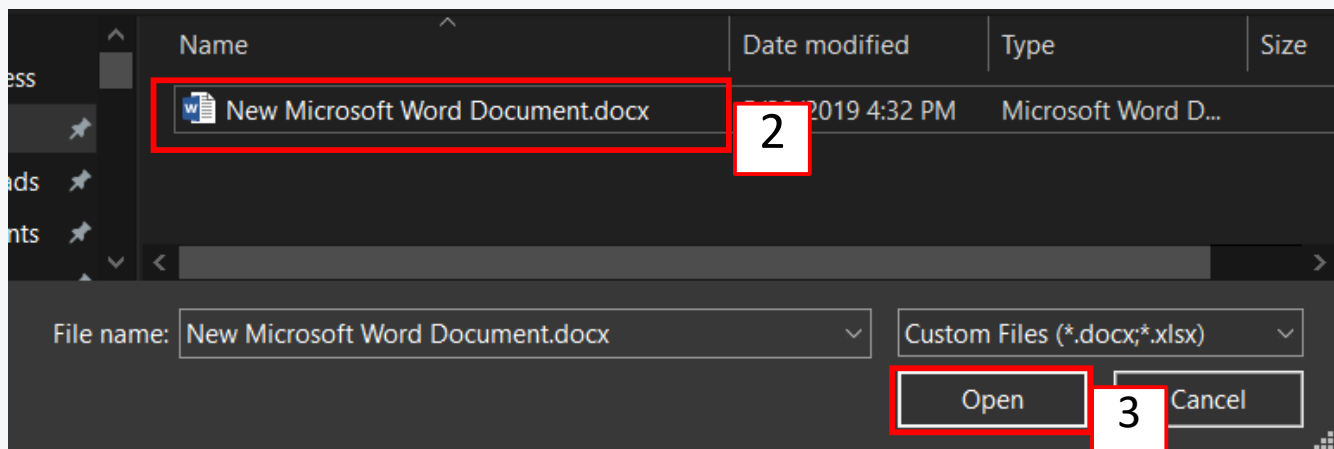 Name Date modified Type Size
ess
New Microsoft Word Document.docx 2019 4:32 PM Microsoft Word D...
2
ads
nts
File name: New Microsoft Word Document.docx Custom Files (*.docx;*.xlsx)
Open Cancel
3